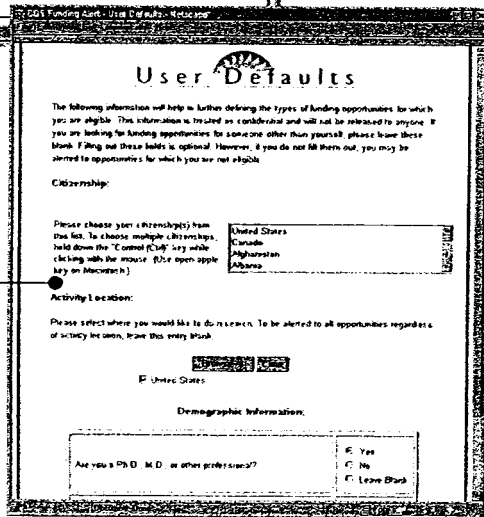 COS Funding Alert - User Defaults - Netscape
User Defaults
The following information will help in further defining the types of funding opportunities for which
you are eligible. This information is treated as confidential and will not be released to anyone. If
you are looking for funding opportunities for someone other than yourself, please leave these
blank. Filling out these fields is optional. However, if you do not fill them out, you may be
alerted to opportunities for which you are not eligible.
Citizenship:
Please choose your citizenship(s) from
this list. To choose multiple citizenships,
hold down the "Control (Ctrl)" key while
clicking with the mouse. (Use open apple
key on Macintosh.)
United States
Canada
Afghanistan
Albania
Activity Location:
Please select where you would like to do research. To be alerted to all opportunities regardless
of activity location, leave this entry blank.
United States
Demographic Information:
Are you a Ph.D., M.D., or other professional?
Yes
No
Leave Blank